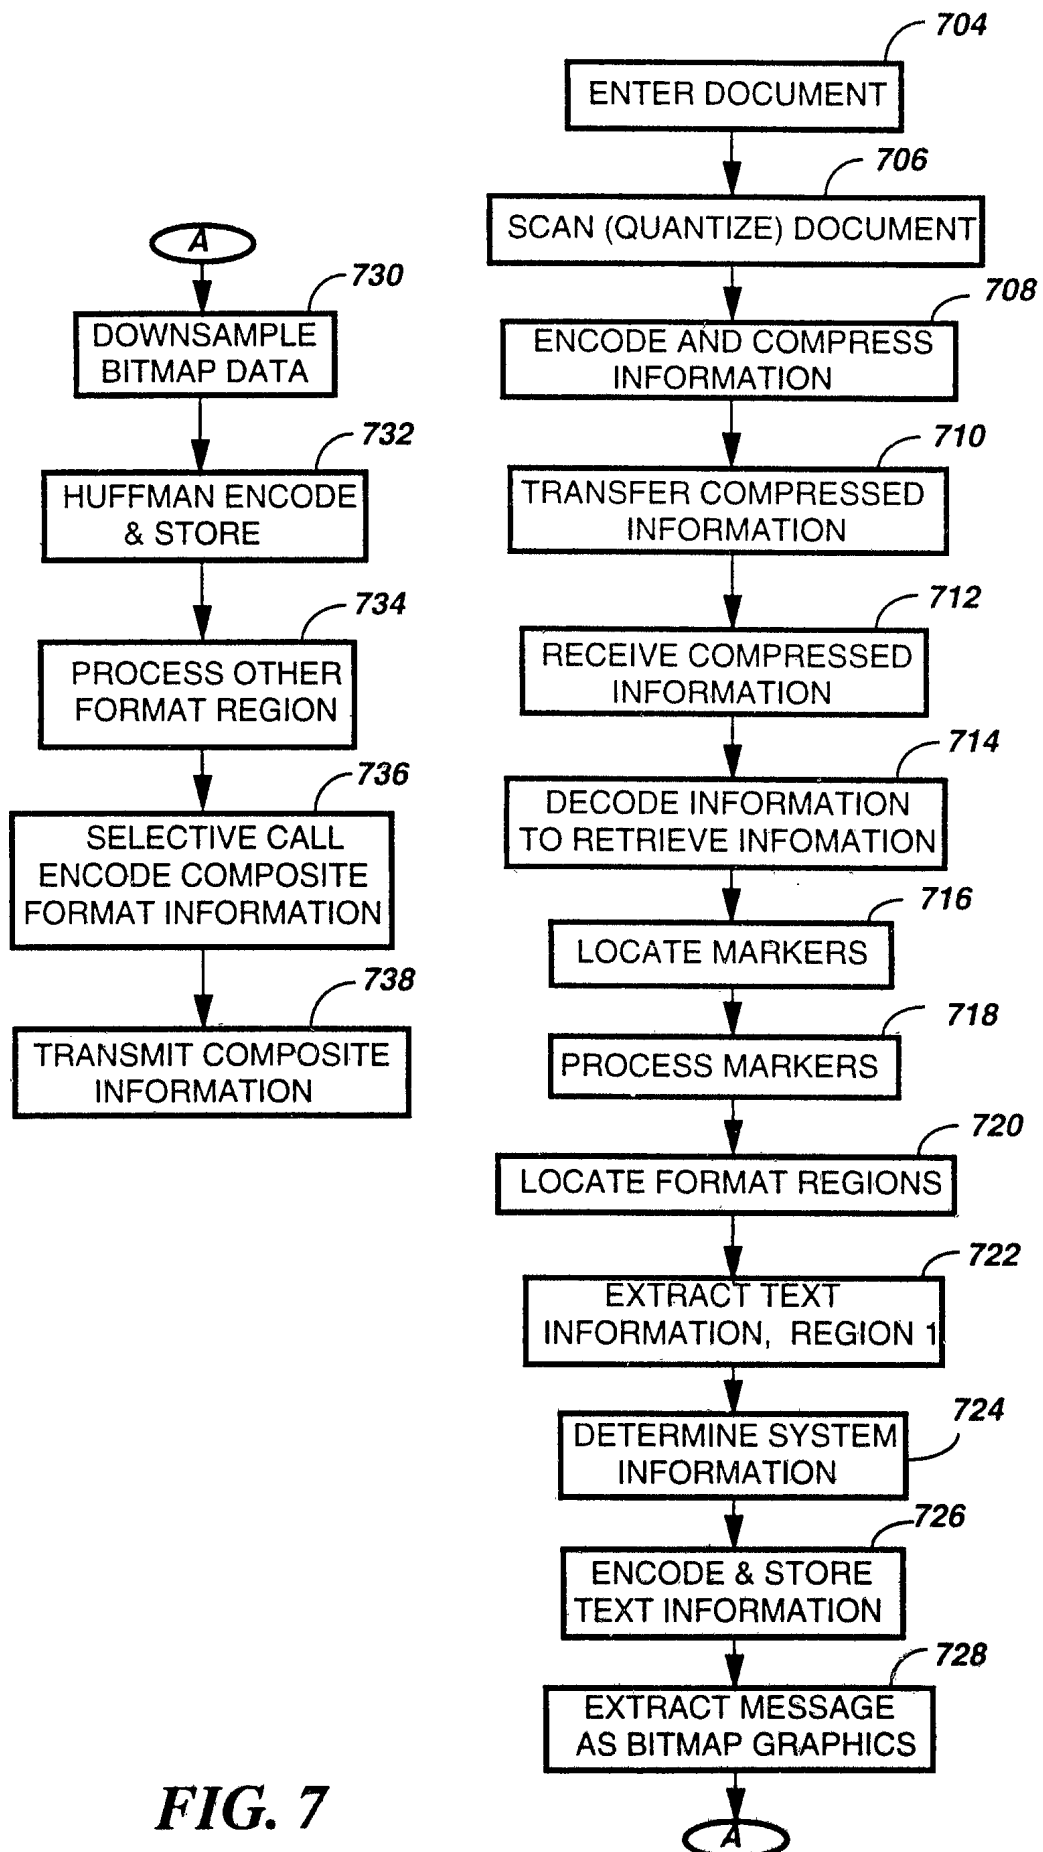 704
ENTER DOCUMENT
706
SCAN (QUANTIZE) DOCUMENT
708
ENCODE AND COMPRESS
INFORMATION
710
TRANSFER COMPRESSED
INFORMATION
712
RECEIVE COMPRESSED
INFORMATION
714
DECODE INFORMATION
TO RETRIEVE INFOMATION
716
LOCATE MARKERS
718
PROCESS MARKERS
720
LOCATE FORMAT REGIONS
722
EXTRACT TEXT
INFORMATION, REGION 1
724
DETERMINE SYSTEM
INFORMATION
726
ENCODE & STORE
TEXT INFORMATION
728
EXTRACT MESSAGE
AS BITMAP GRAPHICS
A
A
730
DOWNSAMPLE
BITMAP DATA
732
HUFFMAN ENCODE
& STORE
734
PROCESS OTHER
FORMAT REGION
736
SELECTIVE CALL
ENCODE COMPOSITE
FORMAT INFORMATION
738
TRANSMIT COMPOSITE
INFORMATION
FIG. 7